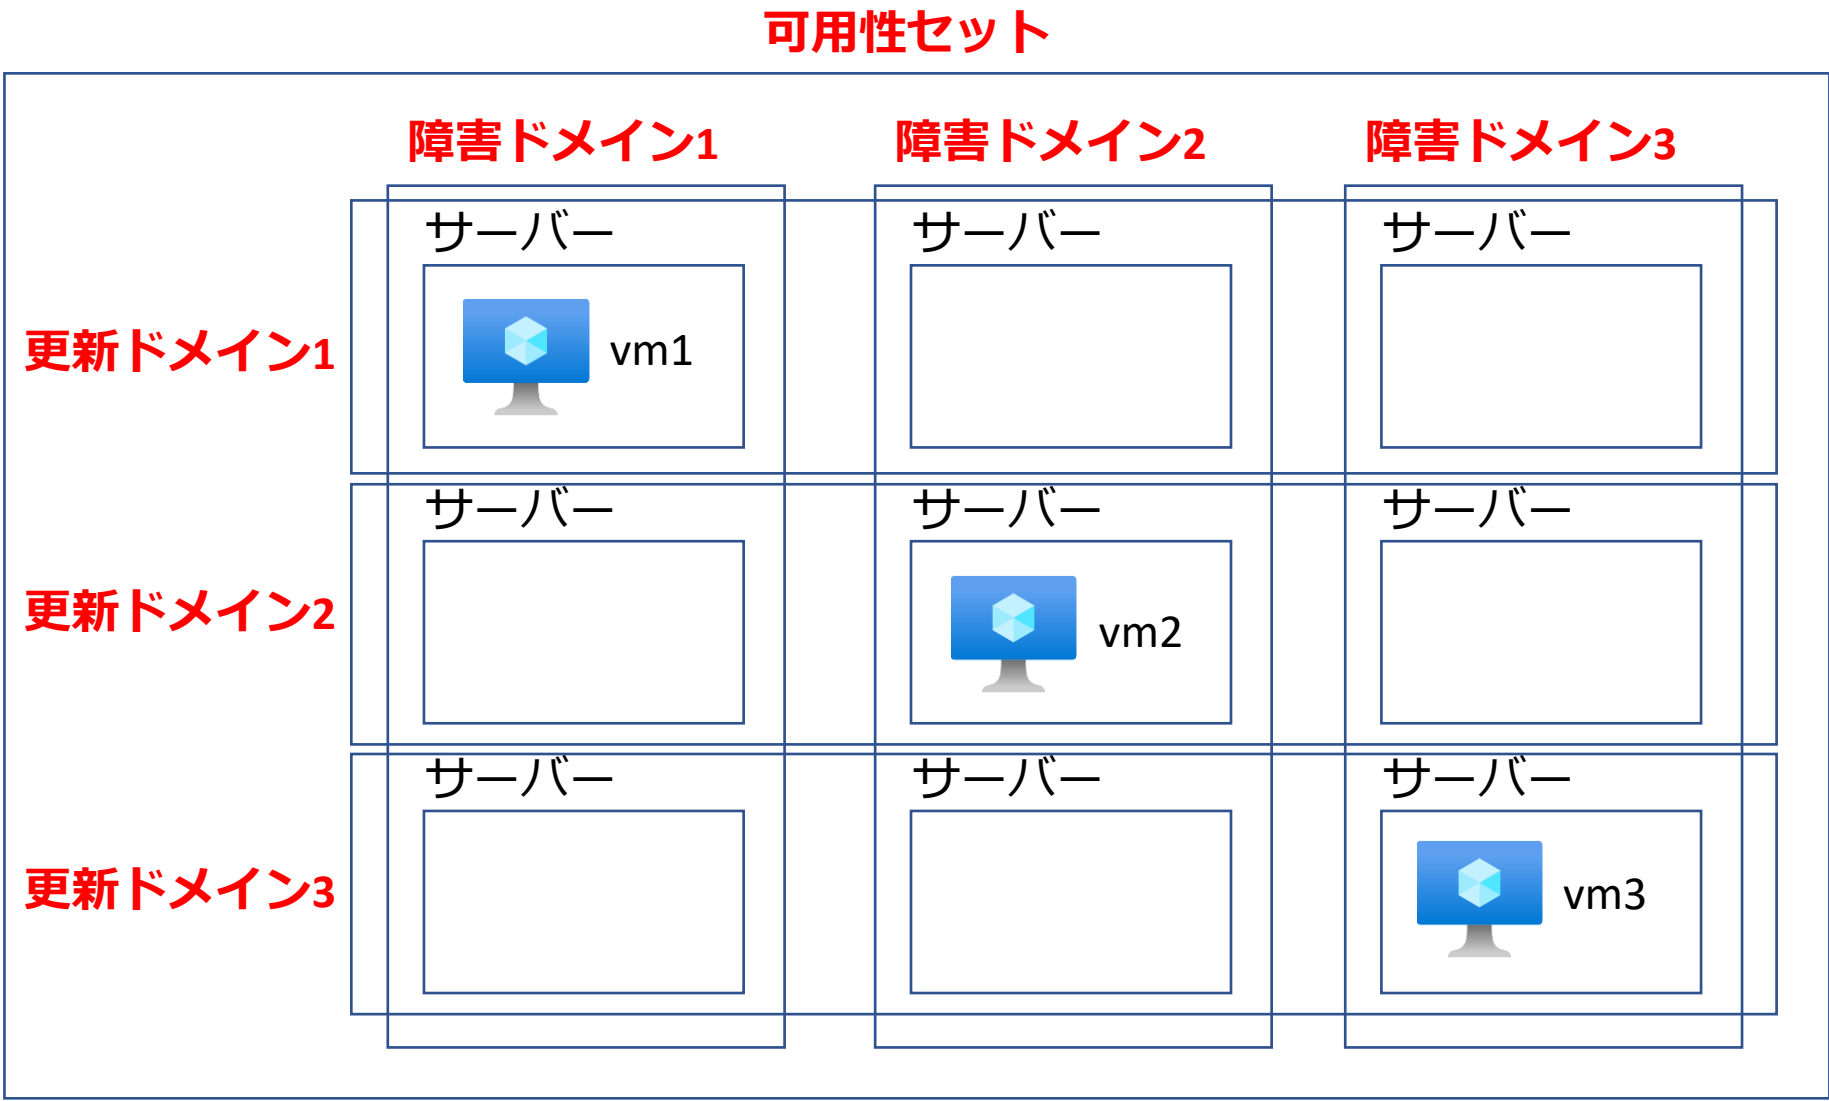 可用性セット
障害ドメイン1
障害ドメイン2
障害ドメイン3
サーバー
サーバー
サーバー
更新ドメイン1
vm1
サーバー
サーバー
サーバー
更新ドメイン2
vm2
サーバー
サーバー
サーバー
更新ドメイン3
vm3